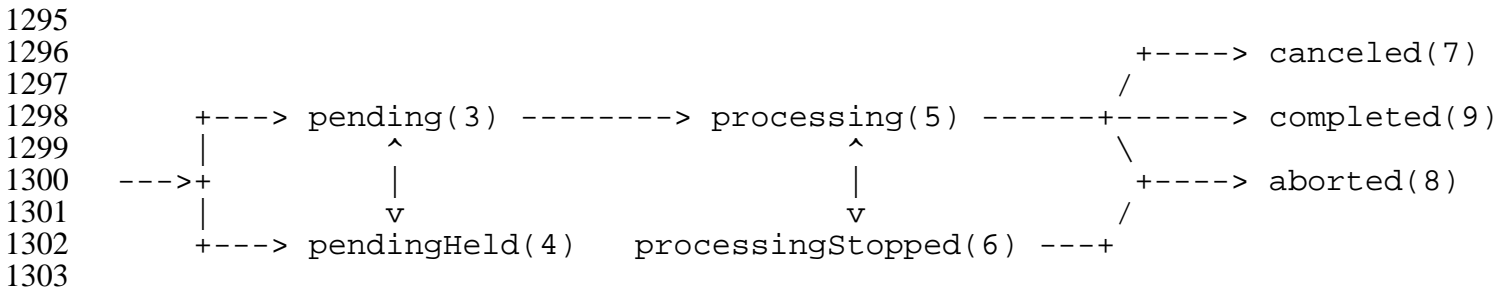 1295
1296                                                                  +----> canceled(7)
1297                                                                 /
1298     +---> pending(3) --------> processing(5) ------+------> completed(9)
1299     |         ^                         ^           \
1300 --->+         |                         |            +----> aborted(8)
1301     |         v                         v           /
1302     +---> pendingHeld(4)   processingStopped(6) ---+
1303